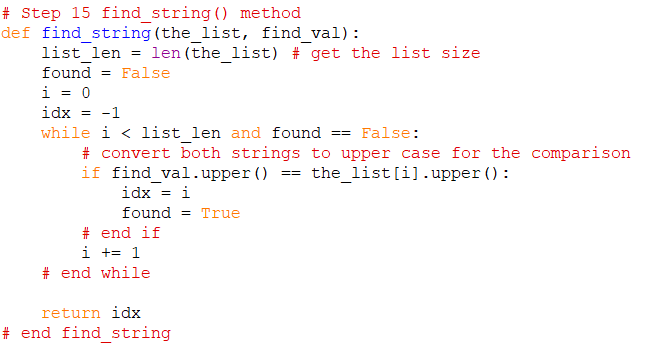 # Step 15 find_string() method
def find_string(the_list, find_val):
    list_len = len(the_list) # get the list size
    found = False
    i = 0
    idx = -1
    while i < list_len and found == False:
        # convert both strings to upper case for the comparison
        if find_val.upper() == the_list[i].upper():
            idx = i
            found = True
        # end if
        i += 1
    # end while

    return idx
# end find_string